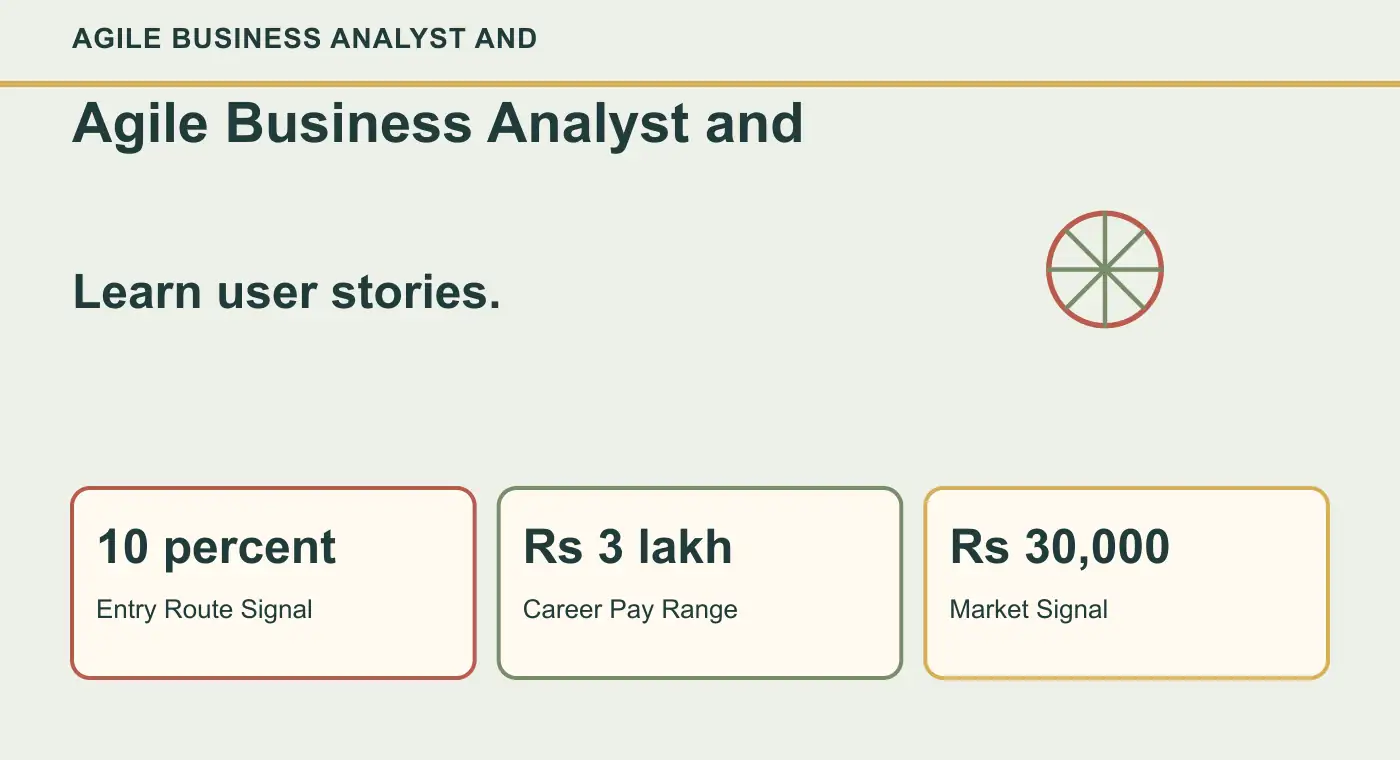 AGILE BUSINESS ANALYST AND
Agile Business Analyst and
Learn user stories.
10 percent
Entry Route Signal
Rs 3 lakh
Career Pay Range
Rs 30,000
Market Signal